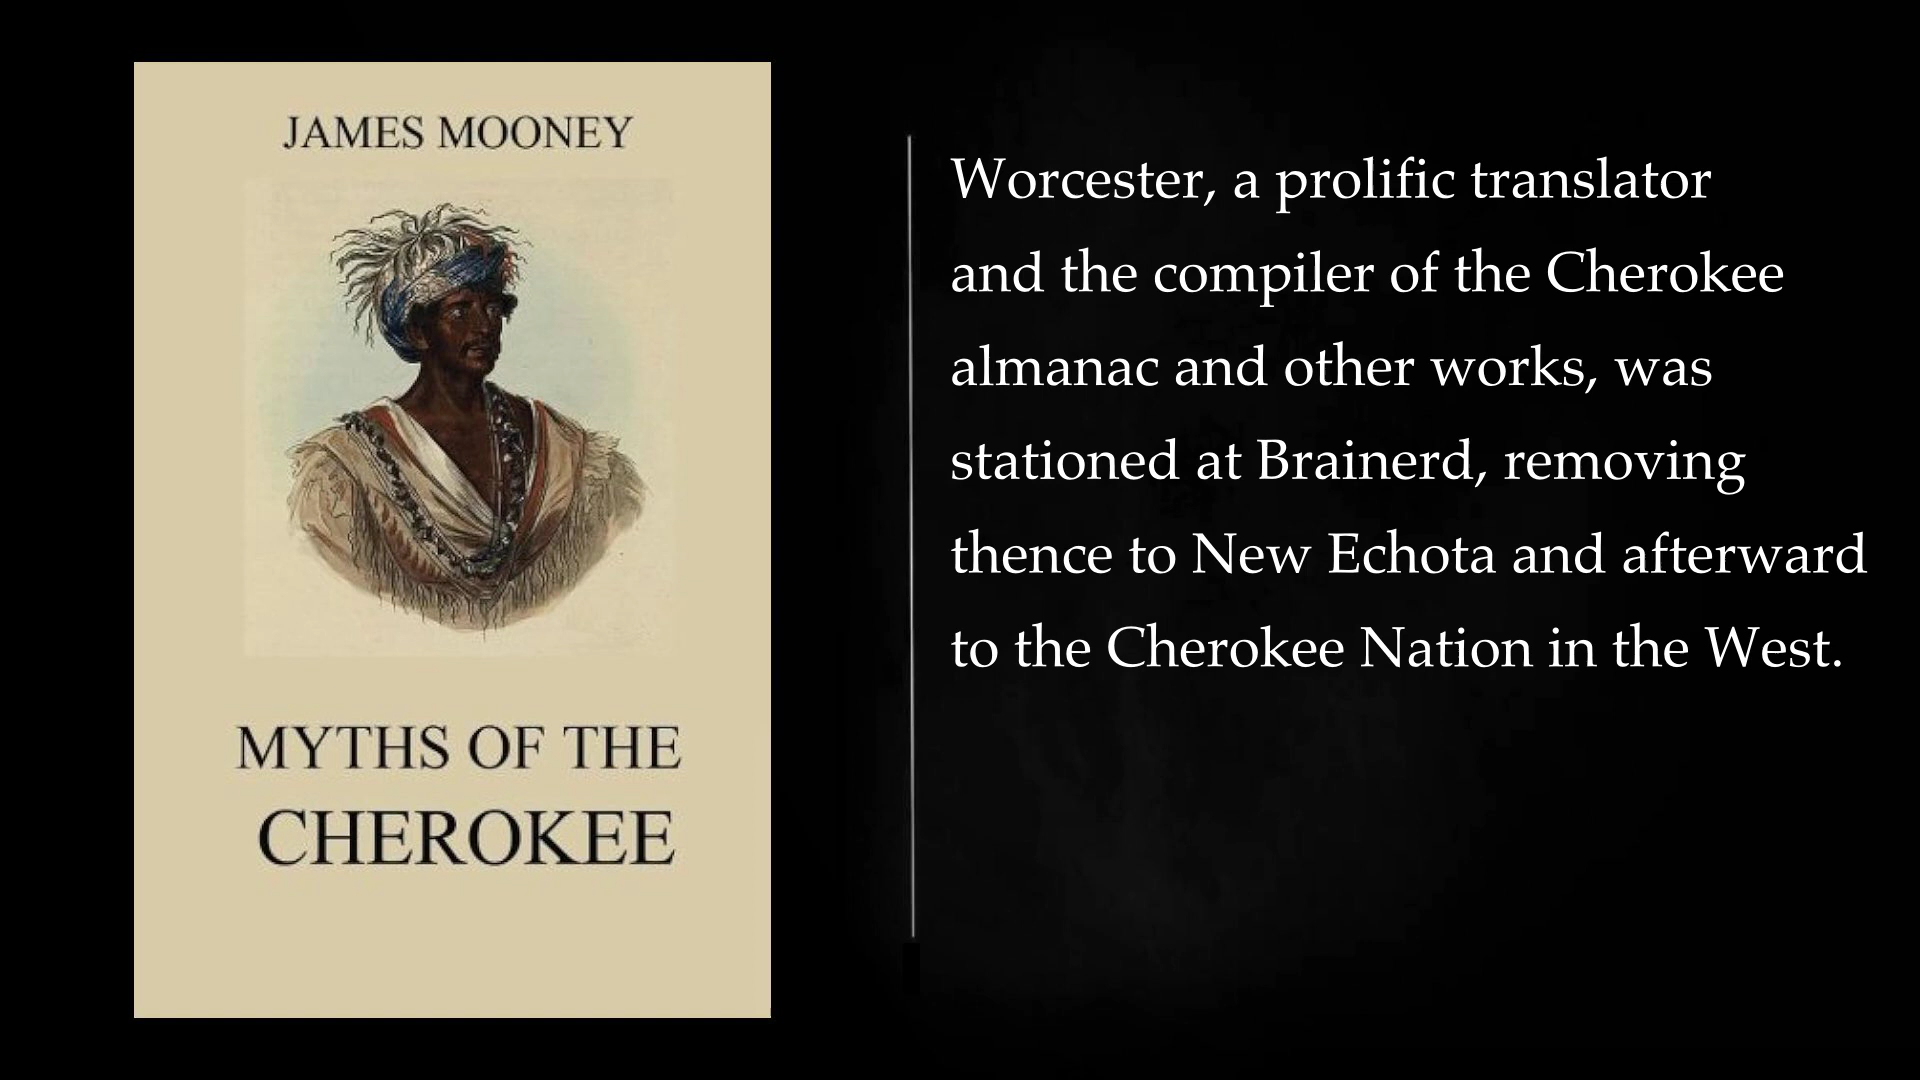 JAMES MOONEY
MYTHS OF THE
CHEROKEE
Worcester, a prolific translator
and the compiler of the Cherokee
almanac and other works, was
stationed at Brainerd, removing
thence to New Echota and afterward
to the Cherokee Nation in the West.